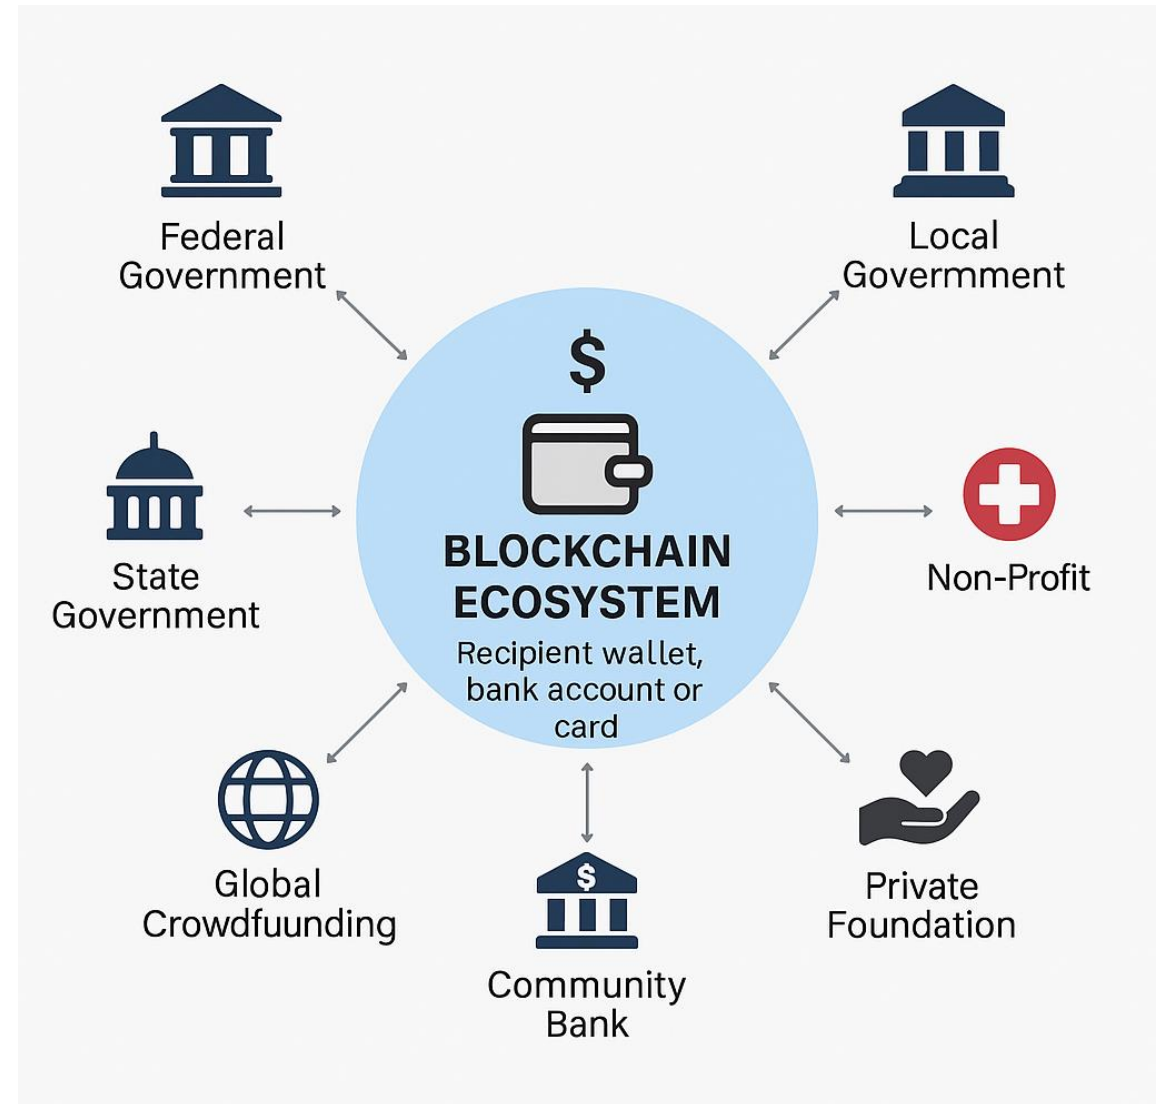 Federal
Government
Local
Govermment
$
BLOCKCHAIN
ECOSYSTEM
Recipient wallet,
bank account or
card
State
Government
Non-Profit
Global
Crowdfuunding
$
Community
Bank
Private
Foundation